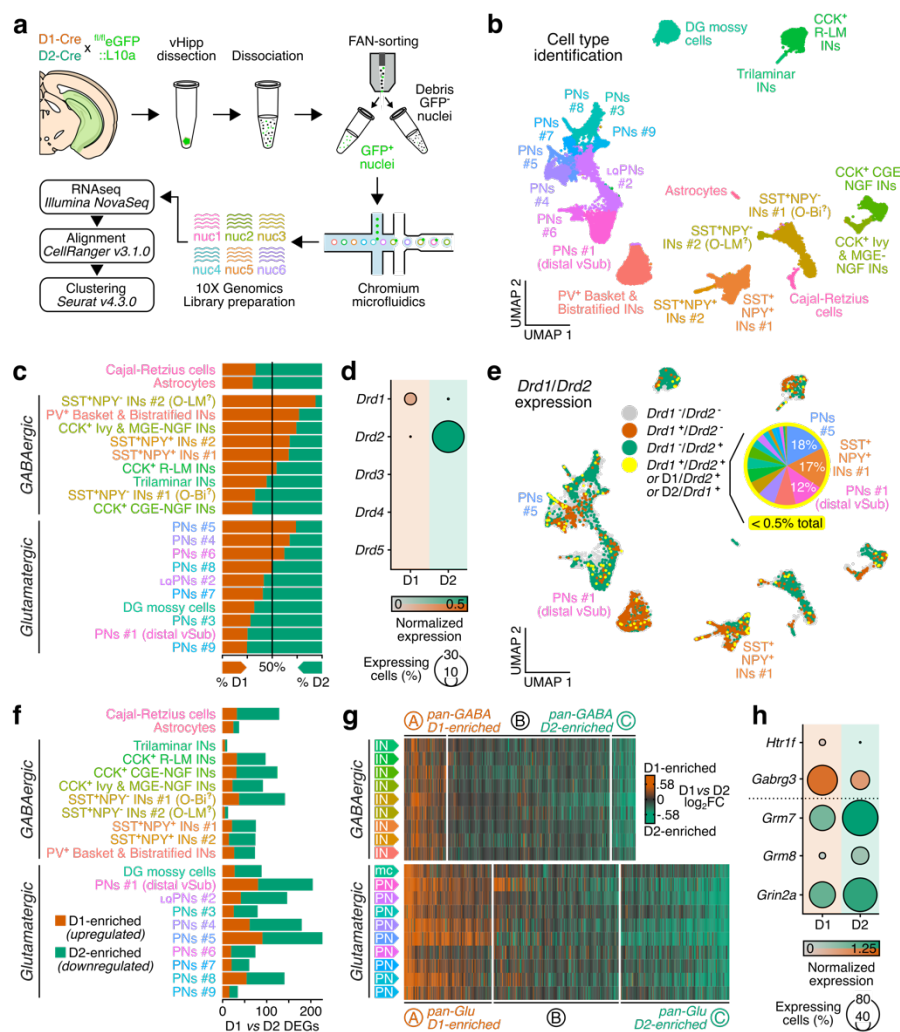 a
D1-Cre
D2-Cre
x
fl/fl eGFP
::L10a
vHipp
dissection
Dissociation
FAN-sorting
Debris
GFP-
nuclei
GFP+
nuclei
RNAseq
Illumina NovaSeq
Alignment
CellRanger v3.1.0
Clustering
Seurat v4.3.0
nuc1
nuc2
nuc3
nuc4
nuc5
nuc6
10X Genomics
Library preparation
Chromium
microfluidics
b
Cell type
identification
DG mossy
cells
CCK+
R-LM
INs
Trilaminar
INs
PNs
#8
PNs
#3
PNs
#7
PNs
#9
PNs
#5
LQPNs
#2
PNs
#4
PNs
#6
PNs #1
(distal vSub)
Astrocytes
SST+NPY-
INs #1 (O-Bi?)
SST+NPY-
INs #2 (O-LM?)
CCK+ CGE
NGF INs
CCK+ Ivy
& MGE-
NGF INs
PV+ Basket &
Bistratified INs
SST+NPY+
INs #2
SST+
NPY+
INs #1
Cajal-Retzius
cells
UMAP 2
UMAP 1
c
GABAergic
Glutamatergic
Cajal-Retzius cells
Astrocytes
SST+NPY- INs #2 (O-LM?)
PV+ Basket & Bistratified INs
CCK+ Ivy & MGE-NGF INs
SST+NPY+ INs #2
SST+NPY+ INs #1
CCK+ R-LM INs
Trilaminar INs
SST+NPY- INs #1 (O-Bi?)
CCK+ CGE-NGF INs
PNs #5
PNs #4
PNs #6
PNs #8
LQPNs #2
PNs #7
DG mossy cells
PNs #3
PNs #1 (distal vSub)
PNs #9
% D1
50%
% D2
d
Drd1
Drd2
Drd3
Drd4
Drd5
D1
D2
0
0.5
Normalized
expression
Expressing
cells (%)
30
10
e
Drd1/Drd2
expression
Drd1-/Drd2-
Drd1+/Drd2-
Drd1-/Drd2+
Drd1+/Drd2+
or D1/Drd2+
or D2/Drd1+
PNs
#5
18%
17%
12%
SST+
NPY+
INs #1
PNs #1
(distal vSub)
< 0.5% total
PNs
#5
PNs #1
(distal vSub)
SST+
NPY+
INs #1
UMAP 2
UMAP 1
f
GABAergic
Glutamatergic
Cajal-Retzius cells
Astrocytes
Trilaminar INs
CCK+ R-LM INs
CCK+ CGE-NGF INs
CCK+ Ivy & MGE-NGF INs
SST+NPY- INs #1 (O-Bi?)
SST+NPY- INs #2 (O-LM?)
SST+NPY+ INs #1
SST+NPY+ INs #2
PV+ Basket & Bistratified INs
DG mossy cells
PNs #1 (distal vSub)
LQPNs #2
PNs #3
PNs #4
PNs #5
PNs #6
PNs #7
PNs #8
PNs #9
D1-enriched
(upregulated)
D2-enriched
(downregulated)
0
100
200
D1 vs D2 DEGs
g
A
pan-GABA
D1-enriched
B
pan-GABA
D2-enriched
C
GABAergic
IN
IN
IN
IN
IN
IN
IN
IN
IN
D1-enriched
.58
0
-.58
D2-enriched
D1 vs D2
log2FC
Glutamatergic
mc
PN
PN
PN
PN
PN
PN
PN
PN
PN
A
pan-Glu
D1-enriched
B
pan-Glu
D2-enriched
C
h
Htr1f
Gabrg3
Grm7
Grm8
Grin2a
D1
D2
0
1.25
Normalized
expression
Expressing
cells (%)
80
40